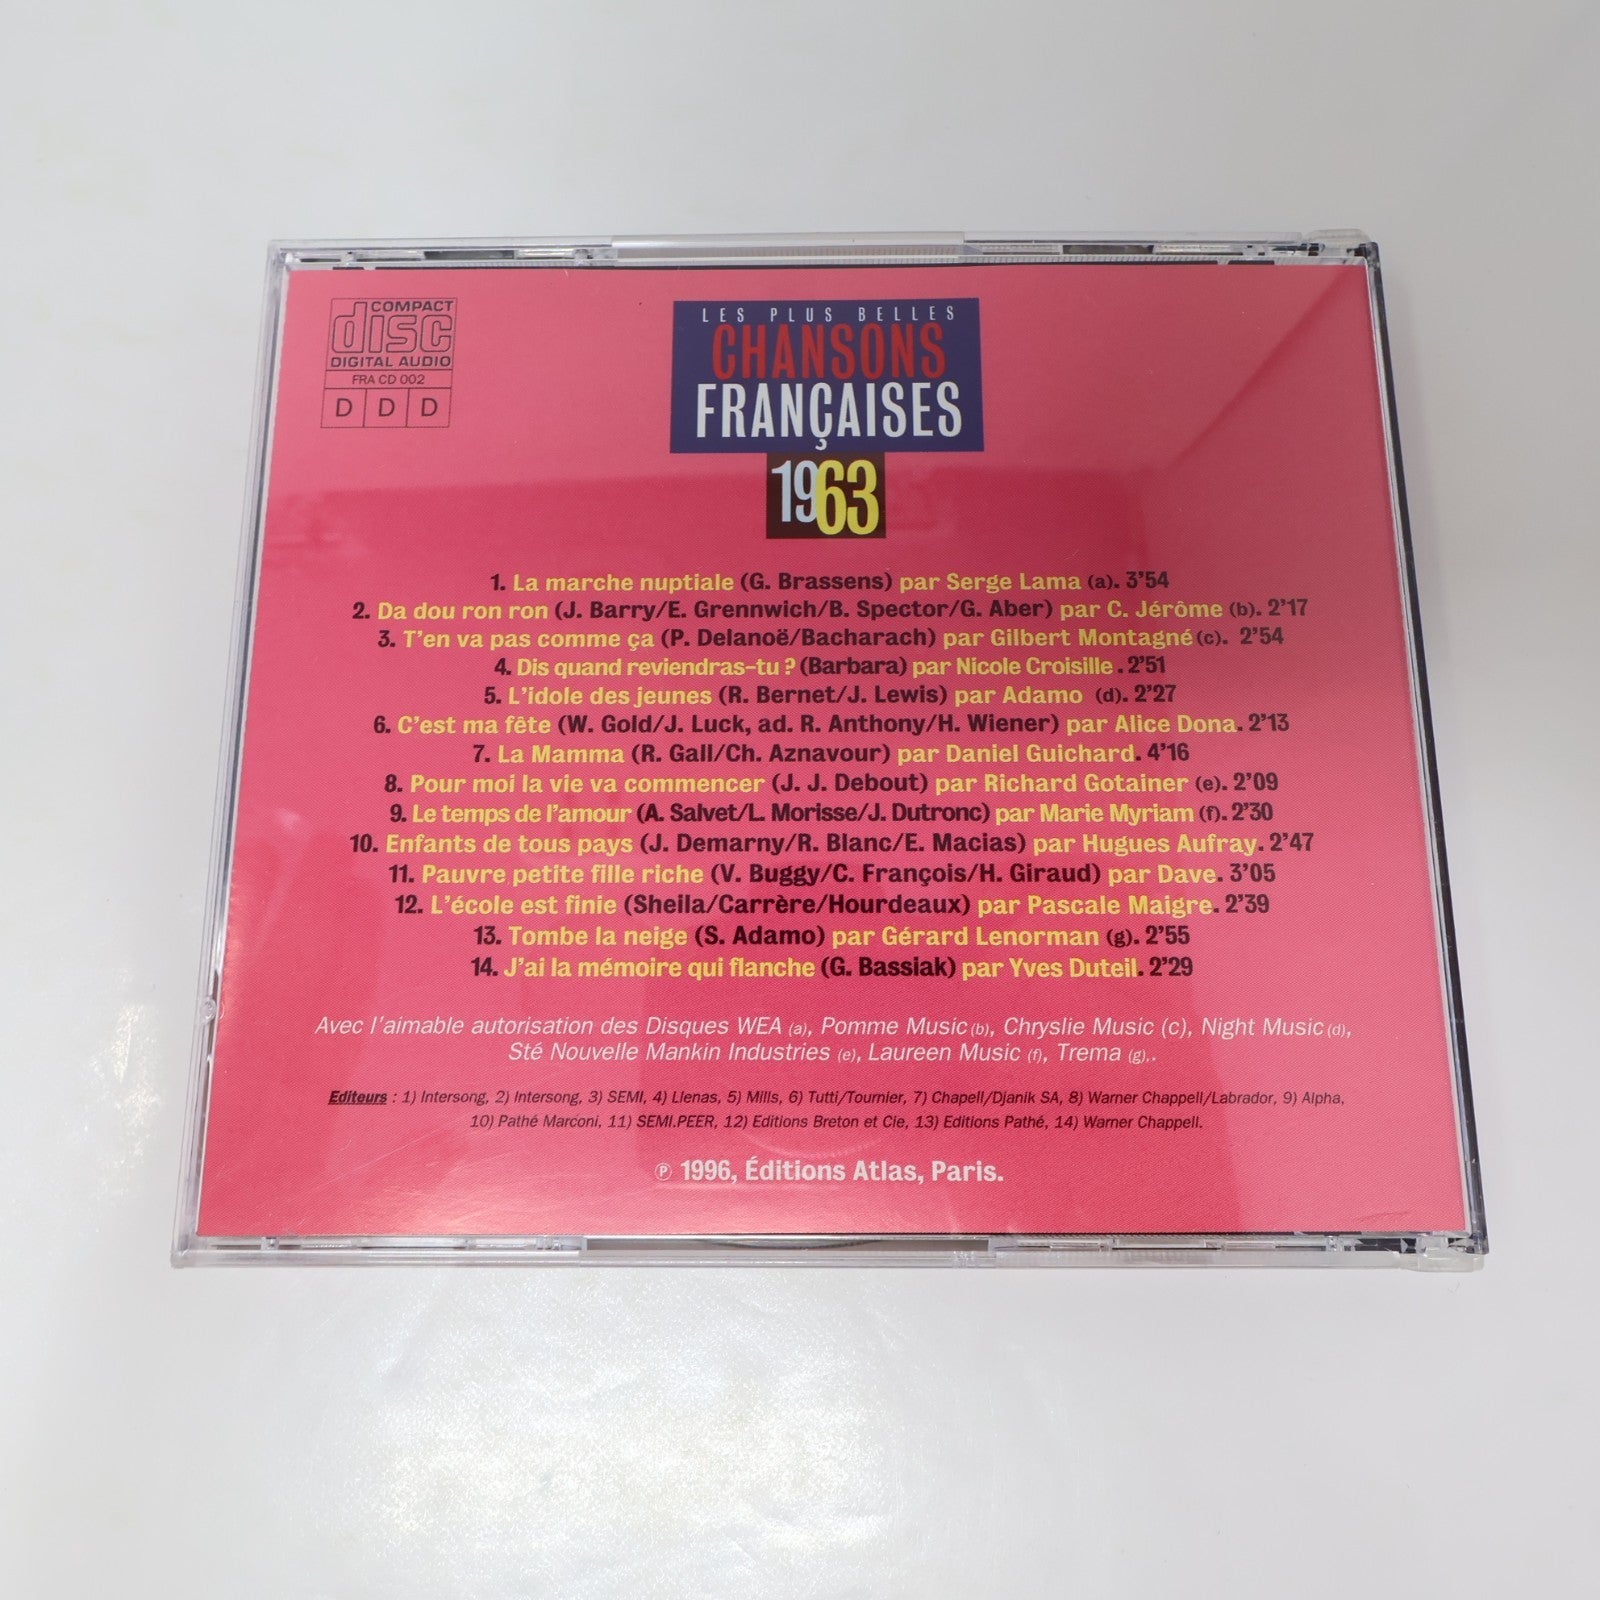 COMPACT
disc
DIGITAL AUDIO
FRA CD 002
D D D
LES PLUS BELLES
CHANSONS
FRANÇAISES
1963
1. La marche nuptiale (G. Brassens) par Serge Lama (a). 3'54
2. Da dou ron ron (J. Barry/E. Grennwich/B. Spector/G. Aber) par C. Jérôme (b). 2'17
3. T'en va pas comme ça (P. Delanoë/Bacharach) par Gilbert Montagné (c). 2'54
4. Dis quand reviendras-tu ? (Barbara) par Nicole Croisille . 2'51
5. L'idole des jeunes (R. Bernet/J. Lewis) par Adamo (d). 2'27
6. C'est ma fête (W. Gold/J. Luck, ad. R. Anthony/H. Wiener) par Alice Dona. 2'13
7. La Mamma (R. Gall/Ch. Aznavour) par Daniel Guichard. 4'16
8. Pour moi la vie va commencer (J. J. Debout) par Richard Gotainer (e). 2'09
9. Le temps de l'amour (A. Salvet/L. Morisse/J. Dutronc) par Marie Myriam (f). 2'30
10. Enfants de tous pays (J. Demarny/R. Blanc/E. Macias) par Hugues Aufray. 2'47
11. Pauvre petite fille riche (V. Buggy/C. François/H. Giraud) par Dave. 3'05
12. L'école est finie (Sheila/Carrère/Hourdeaux) par Pascale Maigre. 2'39
13. Tombe la neige (S. Adamo) par Gérard Lenorman (g). 2'55
14. J'ai la mémoire qui flanche (G. Bassiak) par Yves Duteil. 2'29
Avec l'aimable autorisation des Disques WEA (a), Pomme Music (b), Chryslie Music (c), Night Music (d),
Sté Nouvelle Mankin Industries (e), Laureen Music (f), Trema (g),.
Editeurs : 1) Intersong, 2) Intersong, 3) SEMI, 4) Llenas, 5) Mills, 6) Tutti/Tournier, 7) Chapell/Djanik SA, 8) Warner Chappell/Labrador, 9) Alpha,
10) Pathé Marconi, 11) SEMI.PEER, 12) Editions Breton et Cie, 13) Editions Pathé, 14) Warner Chappell.
℗ 1996, Éditions Atlas, Paris.